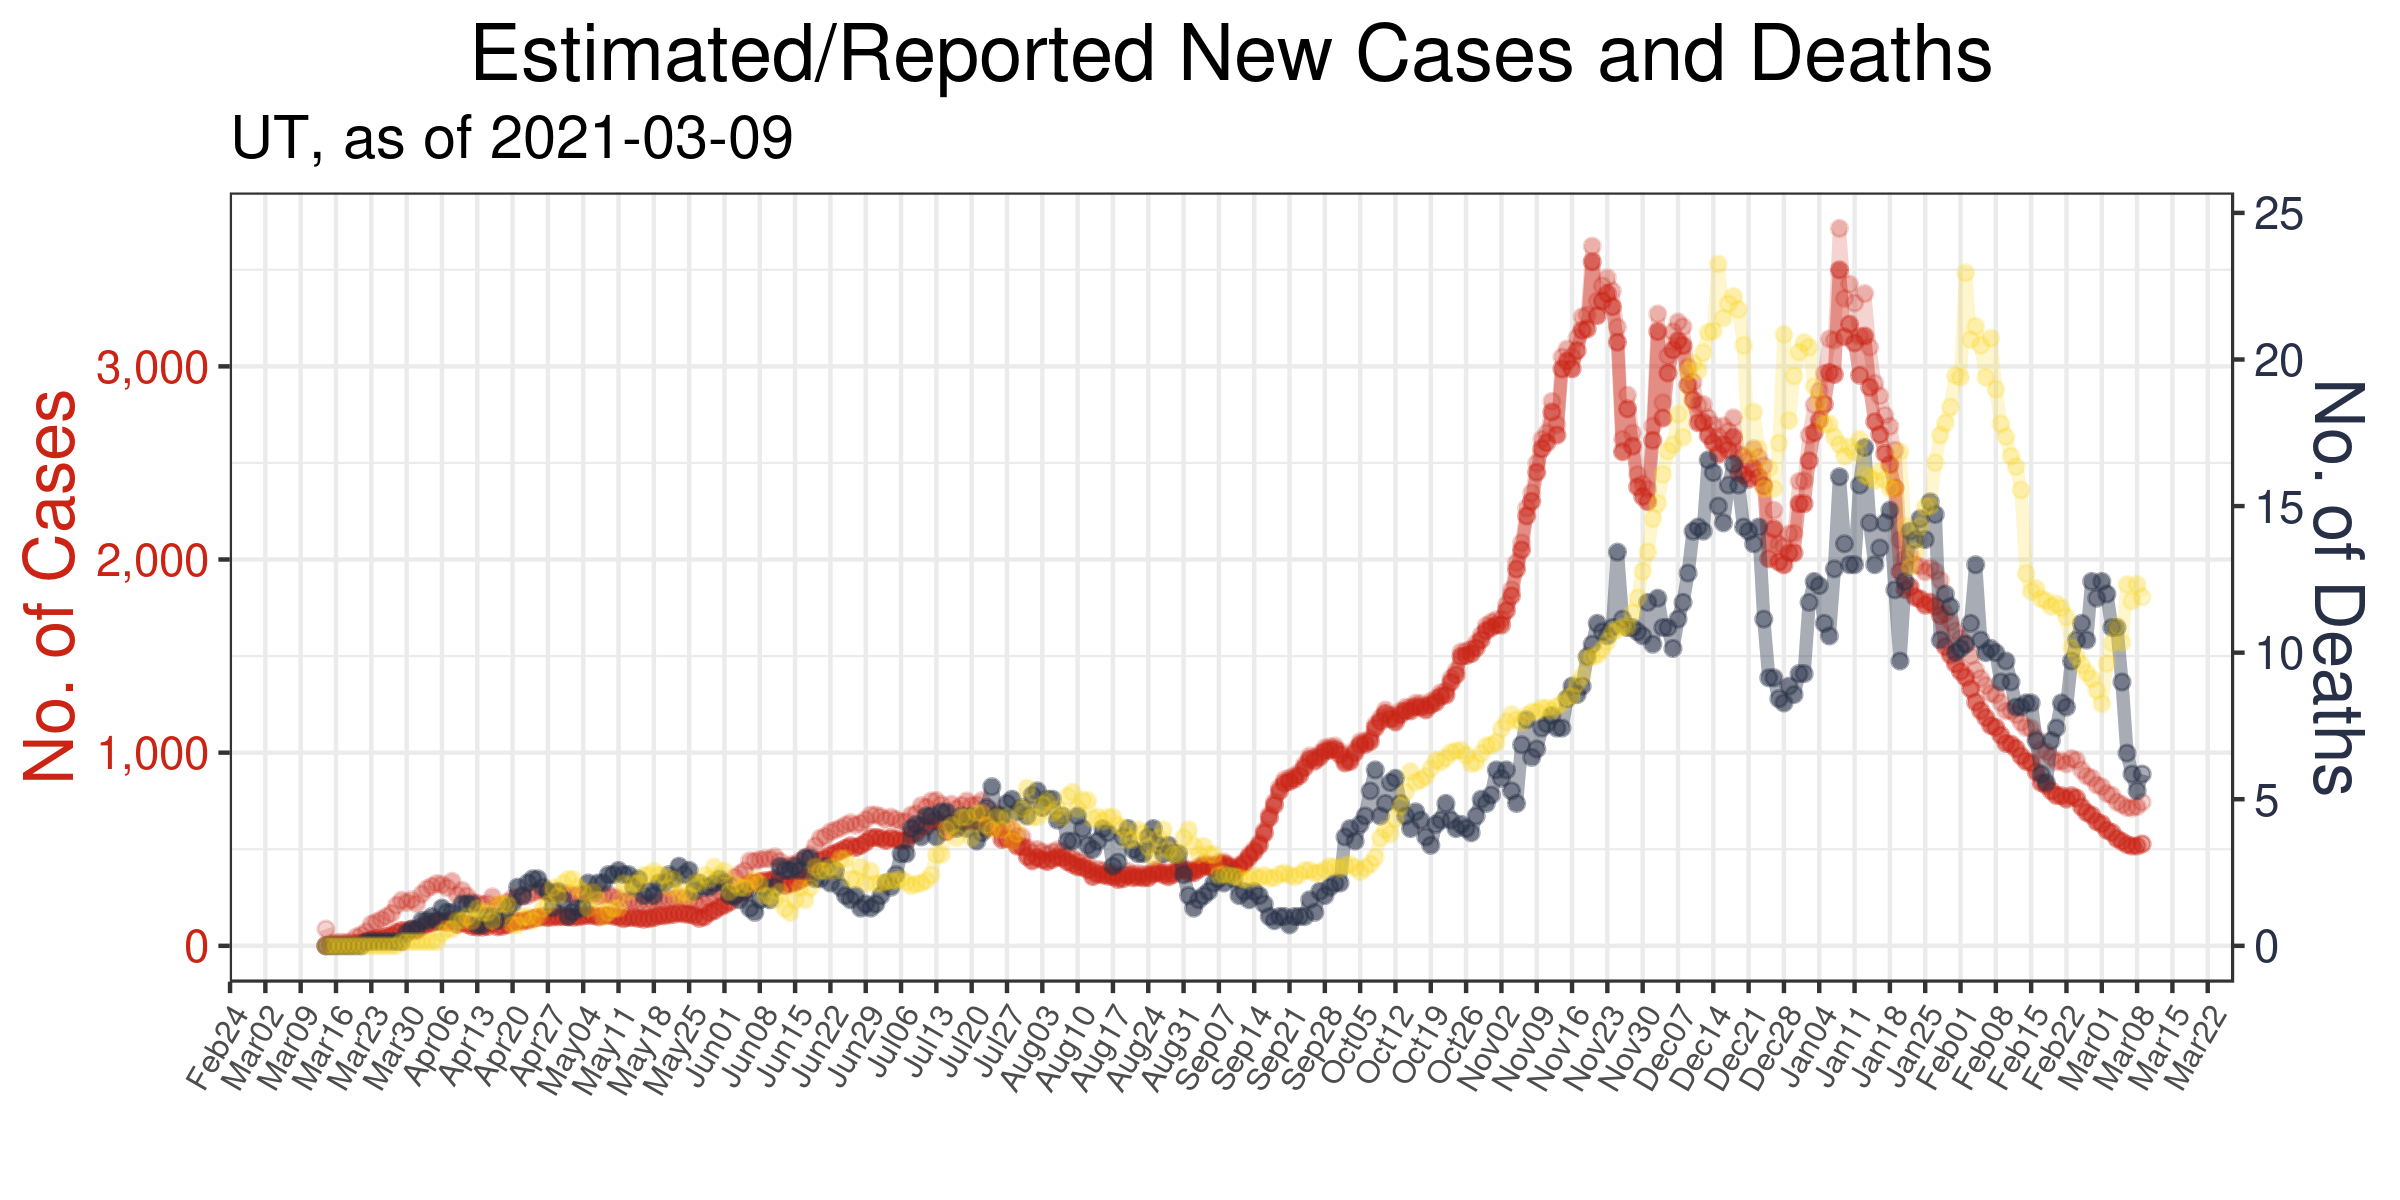 Estimated/Reported New Cases and Deaths
UT, as of 2021-03-09
No. of Cases
3,000
2,000
1,000
0
25
20
15
10
5
0
No. of Deaths
Feb24
Mar02
Mar09
Mar16
Mar23
Mar30
Apr06
Apr13
Apr20
Apr27
May04
May11
May18
May25
Jun01
Jun08
Jun15
Jun22
Jun29
Jul06
Jul13
Jul20
Jul27
Aug03
Aug10
Aug17
Aug24
Aug31
Sep07
Sep14
Sep21
Sep28
Oct05
Oct12
Oct19
Oct26
Nov02
Nov09
Nov16
Nov23
Nov30
Dec07
Dec14
Dec21
Dec28
Jan04
Jan11
Jan18
Jan25
Feb01
Feb08
Feb15
Feb22
Mar01
Mar08
Mar15
Mar22